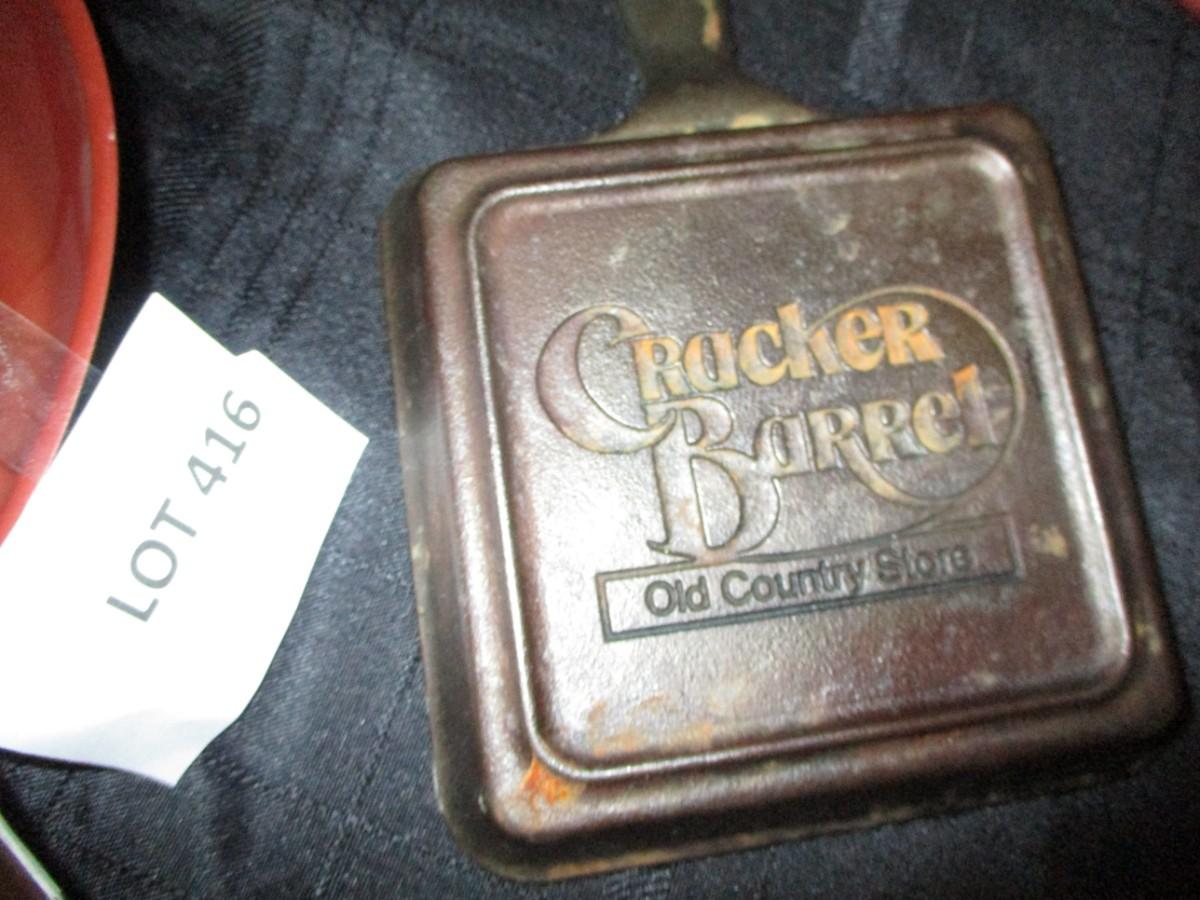 LOT 416
Cracker
Barrel
Old Country Store